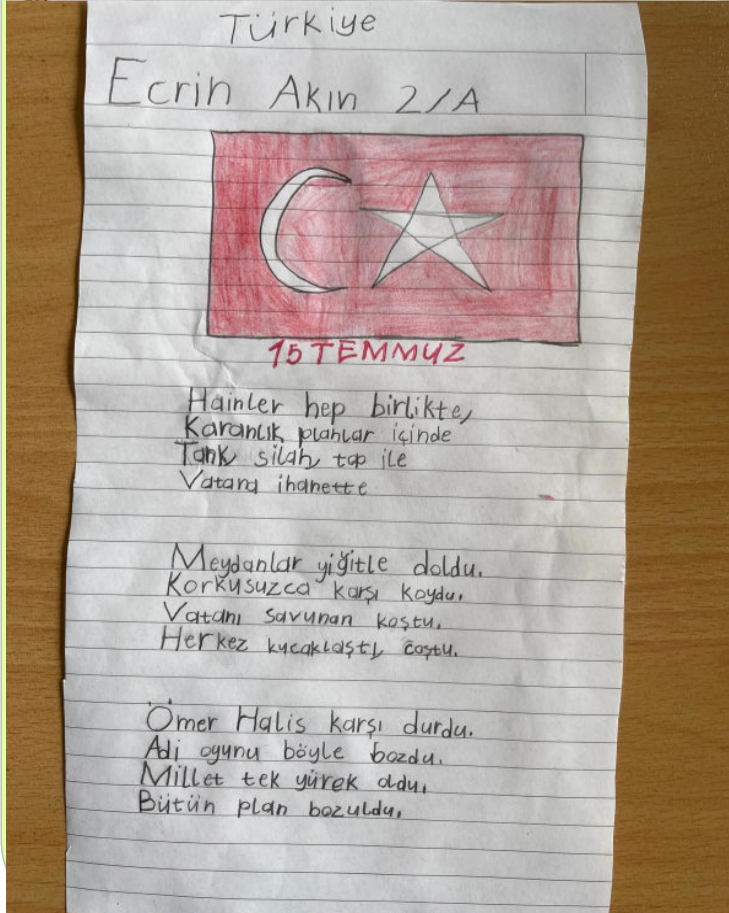 Türkiye
Ecrin Akın 2/A
15 TEMMUZ
Hainler hep birlikte,
Karanlık planlar içinde
Tank, silah, top ile
Vatana ihanette
Meydanlar yiğitle doldu.
Korkusuzca karşı koydu.
Vatanı savunan koştu.
Herkez kucaklaştı, coştu.
Ömer Halis karşı durdu.
Adi oyunu böyle bozdu.
Millet tek yürek oldu,
Bütün plan bozuldu,